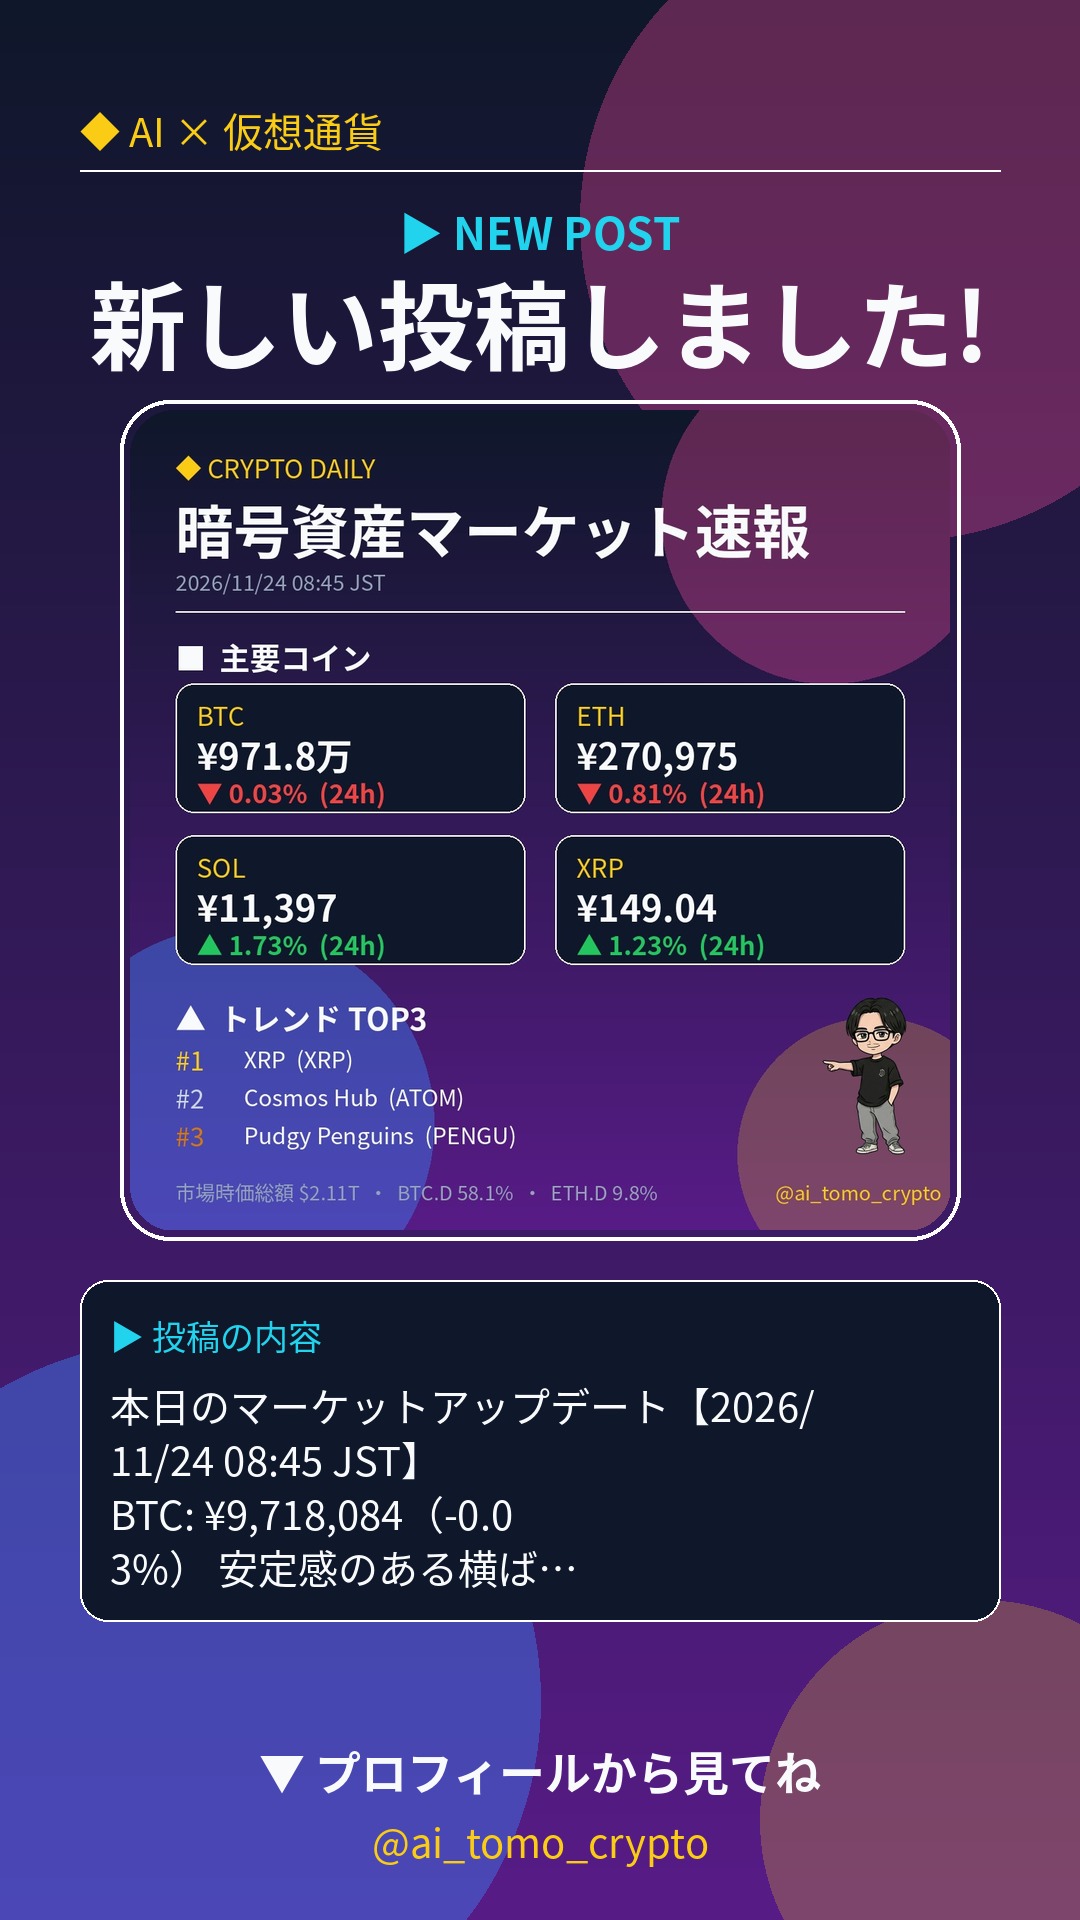 ◆ AI × 仮想通貨
▶ NEW POST
新しい投稿しました!
◆ CRYPTO DAILY
暗号資産マーケット速報
2026/11/24 08:45 JST
■ 主要コイン
BTC
¥971.8万
▼ 0.03% (24h)
ETH
¥270,975
▼ 0.81% (24h)
SOL
¥11,397
▲ 1.73% (24h)
XRP
¥149.04
▲ 1.23% (24h)
▲ トレンド TOP3
#1 XRP (XRP)
#2 Cosmos Hub (ATOM)
#3 Pudgy Penguins (PENGU)
市場時価総額 $2.11T ・ BTC.D 58.1% ・ ETH.D 9.8%
@ai_tomo_crypto
▶ 投稿の内容
本日のマーケットアップデート【2026/
11/24 08:45 JST】
BTC: ¥9,718,084（-0.0
3%） 安定感のある横ば…
▼ プロフィールから見てね
@ai_tomo_crypto